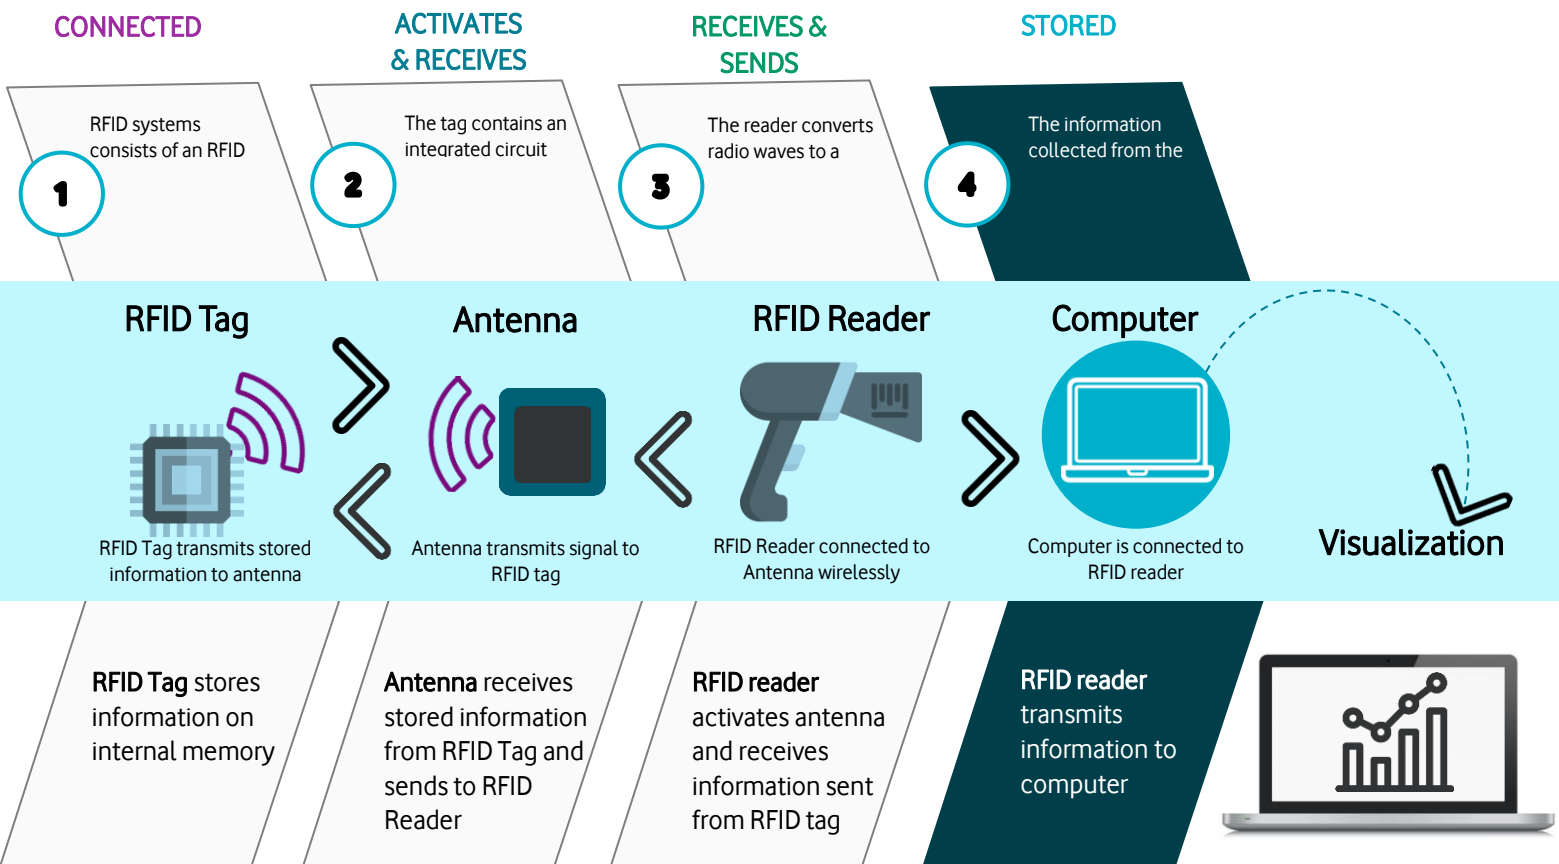 CONNECTED
ACTIVATES
& RECEIVES
RECEIVES &
SENDS
STORED
RFID systems
consists of an RFID
1
The tag contains an
integrated circuit
2
The reader converts
radio waves to a
3
The information
collected from the
4
RFID Tag
Antenna
RFID Reader
Computer
RFID Tag transmits stored
information to antenna
Antenna transmits signal to
RFID tag
RFID Reader connected to
Antenna wirelessly
Computer is connected to
RFID reader
Visualization
RFID Tag stores
information on
internal memory
Antenna receives
stored information
from RFID Tag and
sends to RFID
Reader
RFID reader
activates antenna
and receives
information sent
from RFID tag
RFID reader
transmits
information to
computer